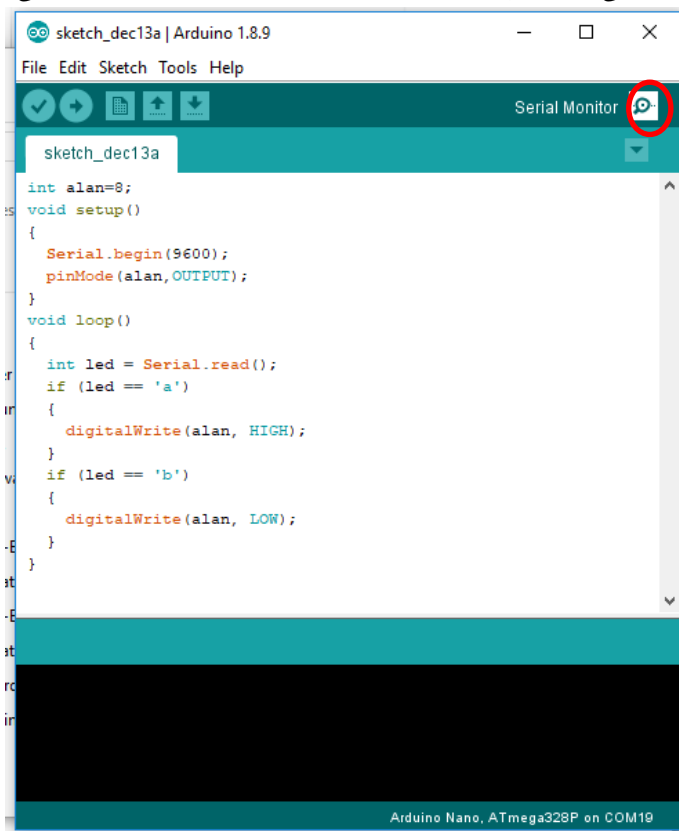 sketch_dec13a | Arduino 1.8.9
File Edit Sketch Tools Help
Serial Monitor
sketch_dec13a
int alan=8;
void setup()
{
  Serial.begin(9600);
  pinMode(alan,OUTPUT);
}
void loop()
{
  int led = Serial.read();
  if (led == 'a')
  {
    digitalWrite(alan, HIGH);
  }
  if (led == 'b')
  {
    digitalWrite(alan, LOW);
  }
}
Arduino Nano, ATmega328P on COM19